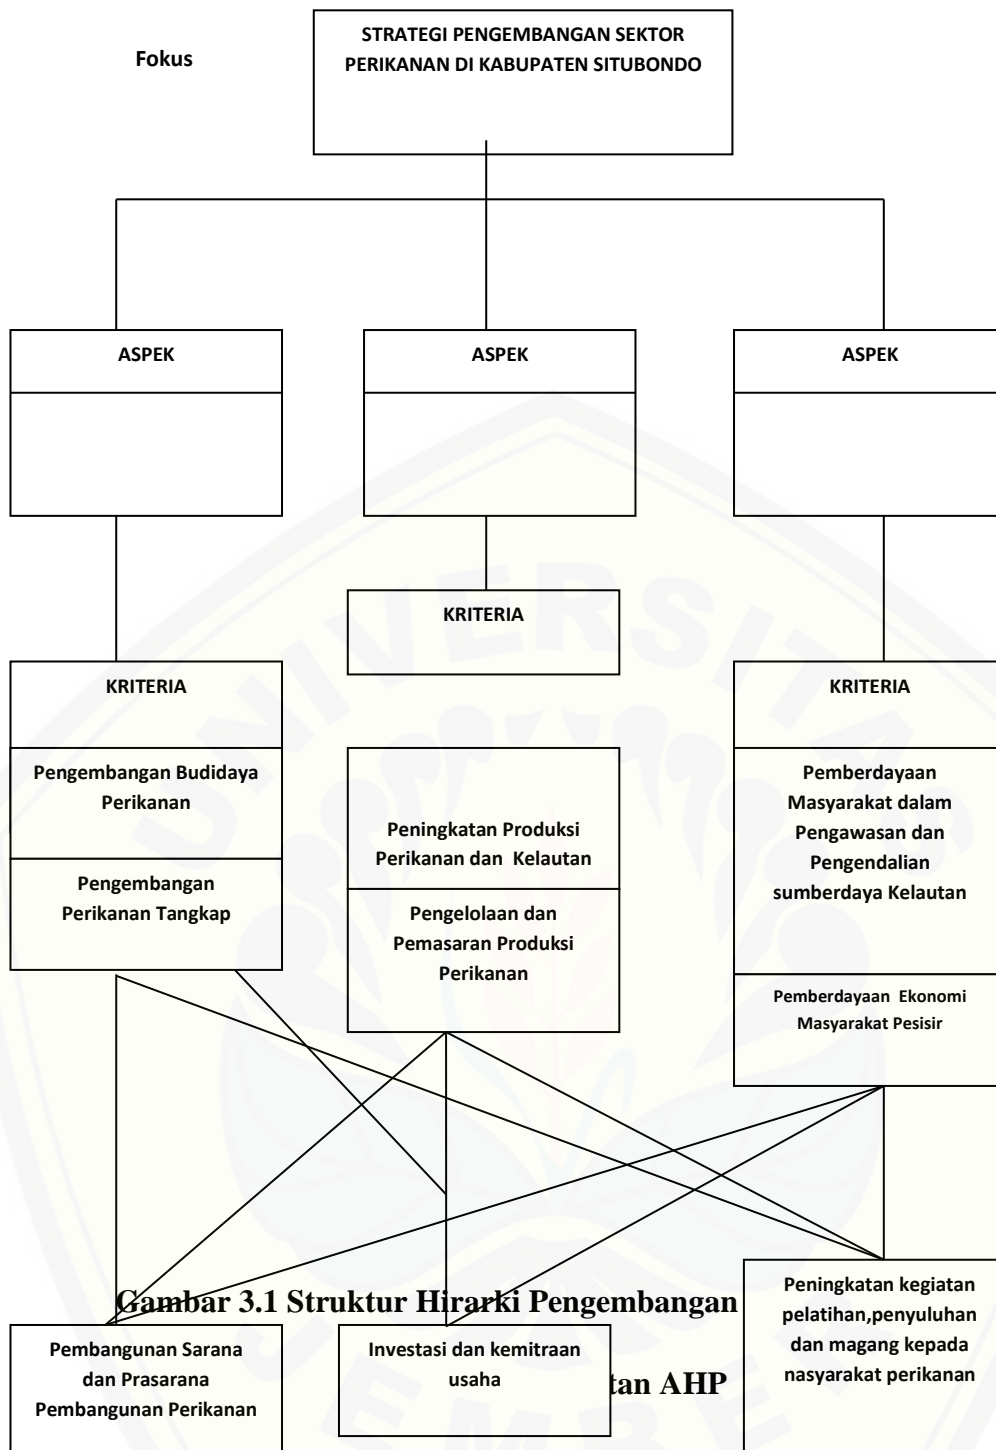 Fokus
STRATEGI PENGEMBANGAN SEKTOR
PERIKANAN DI KABUPATEN SITUBONDO
ASPEK
ASPEK
ASPEK
KRITERIA
KRITERIA
KRITERIA
Pengembangan Budidaya
Perikanan
Pengembangan
Perikanan Tangkap
Peningkatan Produksi
Perikanan dan Kelautan
Pengelolaan dan
Pemasaran Produksi
Perikanan
Pemberdayaan
Masyarakat dalam
Pengawasan dan
Pengendalian
sumberdaya Kelautan
Pemberdayaan Ekonomi
Masyarakat Pesisir
Gambar 3.1 Struktur Hirarki Pengembangan
tan AHP
Pembangunan Sarana
dan Prasarana
Pembangunan Perikanan
Investasi dan kemitraan
usaha
Peningkatan kegiatan
pelatihan,penyuluhan
dan magang kepada
nasyarakat perikanan
UNIVERSITAS
JEMBER